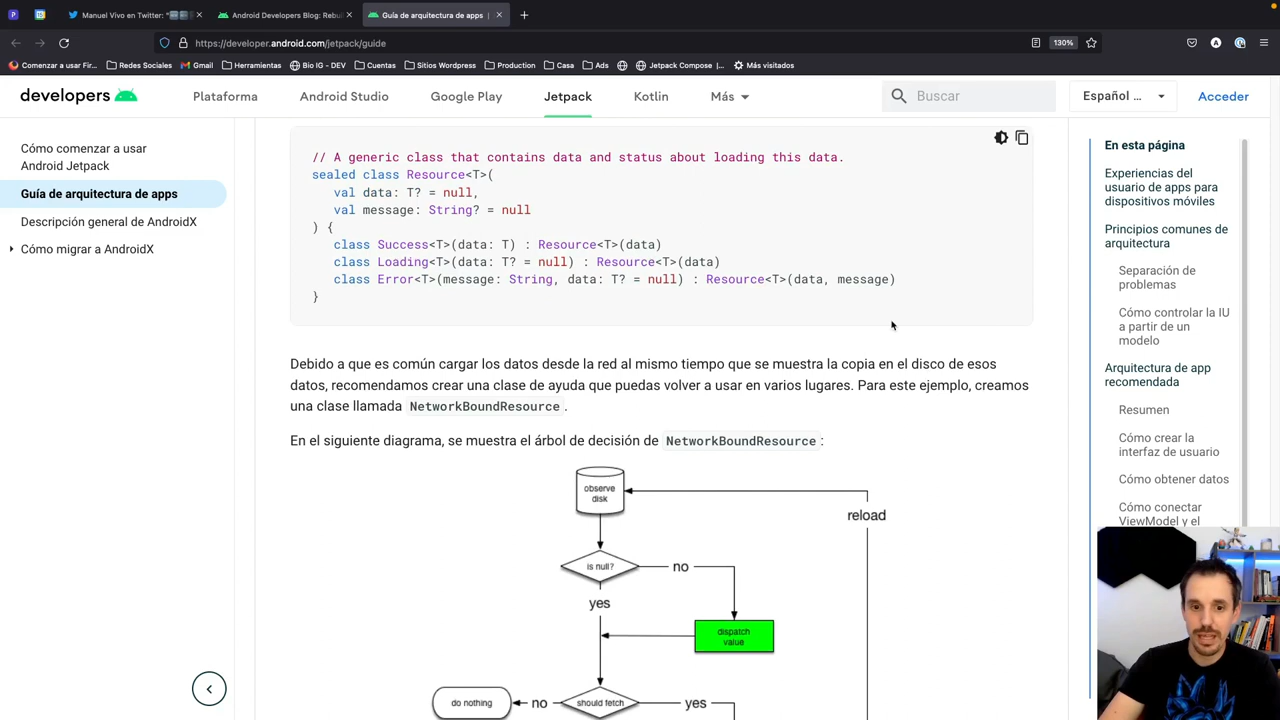 Manuel Vivo en Twitter: "
Android Developers Blog: Rebui
Guía de arquitectura de apps
https://developer.android.com/jetpack/guide
130%
Comenzar a usar Fir...
Redes Sociales
Gmail
Herramientas
Bio IG - DEV
Cuentas
Sitios Wordpress
Production
Casa
Ads
Jetpack Compose |...
Más visitados
developers
Plataforma
Android Studio
Google Play
Jetpack
Kotlin
Más
Buscar
Español ...
Acceder
Cómo comenzar a usar
Android Jetpack
Guía de arquitectura de apps
Descripción general de AndroidX
Cómo migrar a AndroidX
// A generic class that contains data and status about loading this data.
sealed class Resource<T>(
val data: T? = null,
val message: String? = null
) {
class Success<T>(data: T) : Resource<T>(data)
class Loading<T>(data: T? = null) : Resource<T>(data)
class Error<T>(message: String, data: T? = null) : Resource<T>(data, message)
}
Debido a que es común cargar los datos desde la red al mismo tiempo que se muestra la copia en el disco de esos
datos, recomendamos crear una clase de ayuda que puedas volver a usar en varios lugares. Para este ejemplo, creamos
una clase llamada NetworkBoundResource.
En el siguiente diagrama, se muestra el árbol de decisión de NetworkBoundResource:
observe
disk
reload
is null?
no
yes
dispatch
value
do nothing
no
should fetch
yes
En esta página
Experiencias del
usuario de apps para
dispositivos móviles
Principios comunes de
arquitectura
Separación de
problemas
Cómo controlar la IU
a partir de un
modelo
Arquitectura de app
recomendada
Resumen
Cómo crear la
interfaz de usuario
Cómo obtener datos
Cómo conectar
ViewModel y el